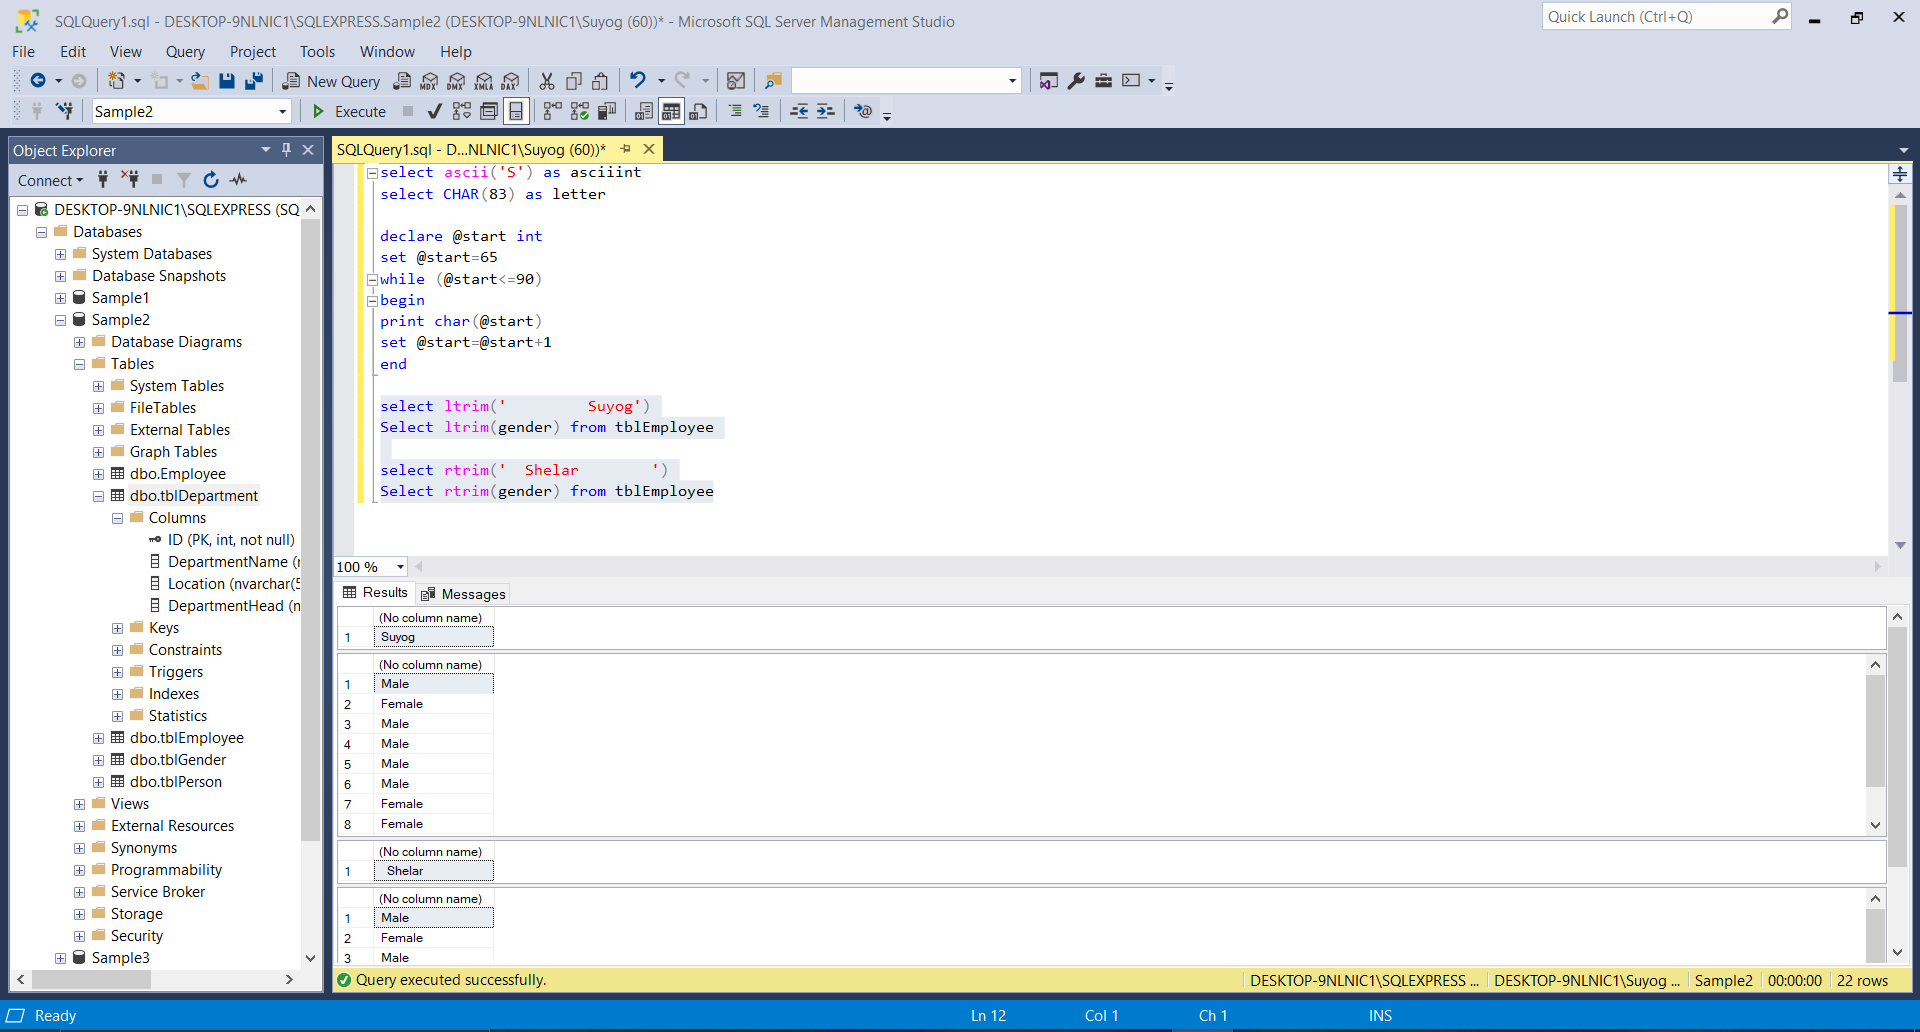 SQLQuery1.sql - DESKTOP-9NLNIC1\SQLEXPRESS.Sample2 (DESKTOP-9NLNIC1\Suyog (60))* - Microsoft SQL Server Management Studio
Quick Launch (Ctrl+Q)
File Edit View Query Project Tools Window Help
New Query MDX DMX XMLA DAX
Sample2 Execute
Object Explorer
SQLQuery1.sql - D...NLNIC1\Suyog (60))*
Connect
DESKTOP-9NLNIC1\SQLEXPRESS (SQ
Databases
System Databases
Database Snapshots
Sample1
Sample2
Database Diagrams
Tables
System Tables
FileTables
External Tables
Graph Tables
dbo.Employee
dbo.tblDepartment
Columns
ID (PK, int, not null)
DepartmentName (
Location (nvarchar(5
DepartmentHead (n
Keys
Constraints
Triggers
Indexes
Statistics
dbo.tblEmployee
dbo.tblGender
dbo.tblPerson
Views
External Resources
Synonyms
Programmability
Service Broker
Storage
Security
Sample3
select ascii('S') as asciiint
select CHAR(83) as letter
declare @start int
set @start=65
while (@start<=90)
begin
print char(@start)
set @start=@start+1
end
select ltrim('         Suyog')
Select ltrim(gender) from tblEmployee
select rtrim('  Shelar        ')
Select rtrim(gender) from tblEmployee
100 %
Results Messages
(No column name)
1 Suyog
(No column name)
1 Male
2 Female
3 Male
4 Male
5 Male
6 Male
7 Female
8 Female
(No column name)
1 Shelar
(No column name)
1 Male
2 Female
3 Male
Query executed successfully. DESKTOP-9NLNIC1\SQLEXPRESS ... DESKTOP-9NLNIC1\Suyog ... Sample2 00:00:00 22 rows
Ready Ln 12 Col 1 Ch 1 INS